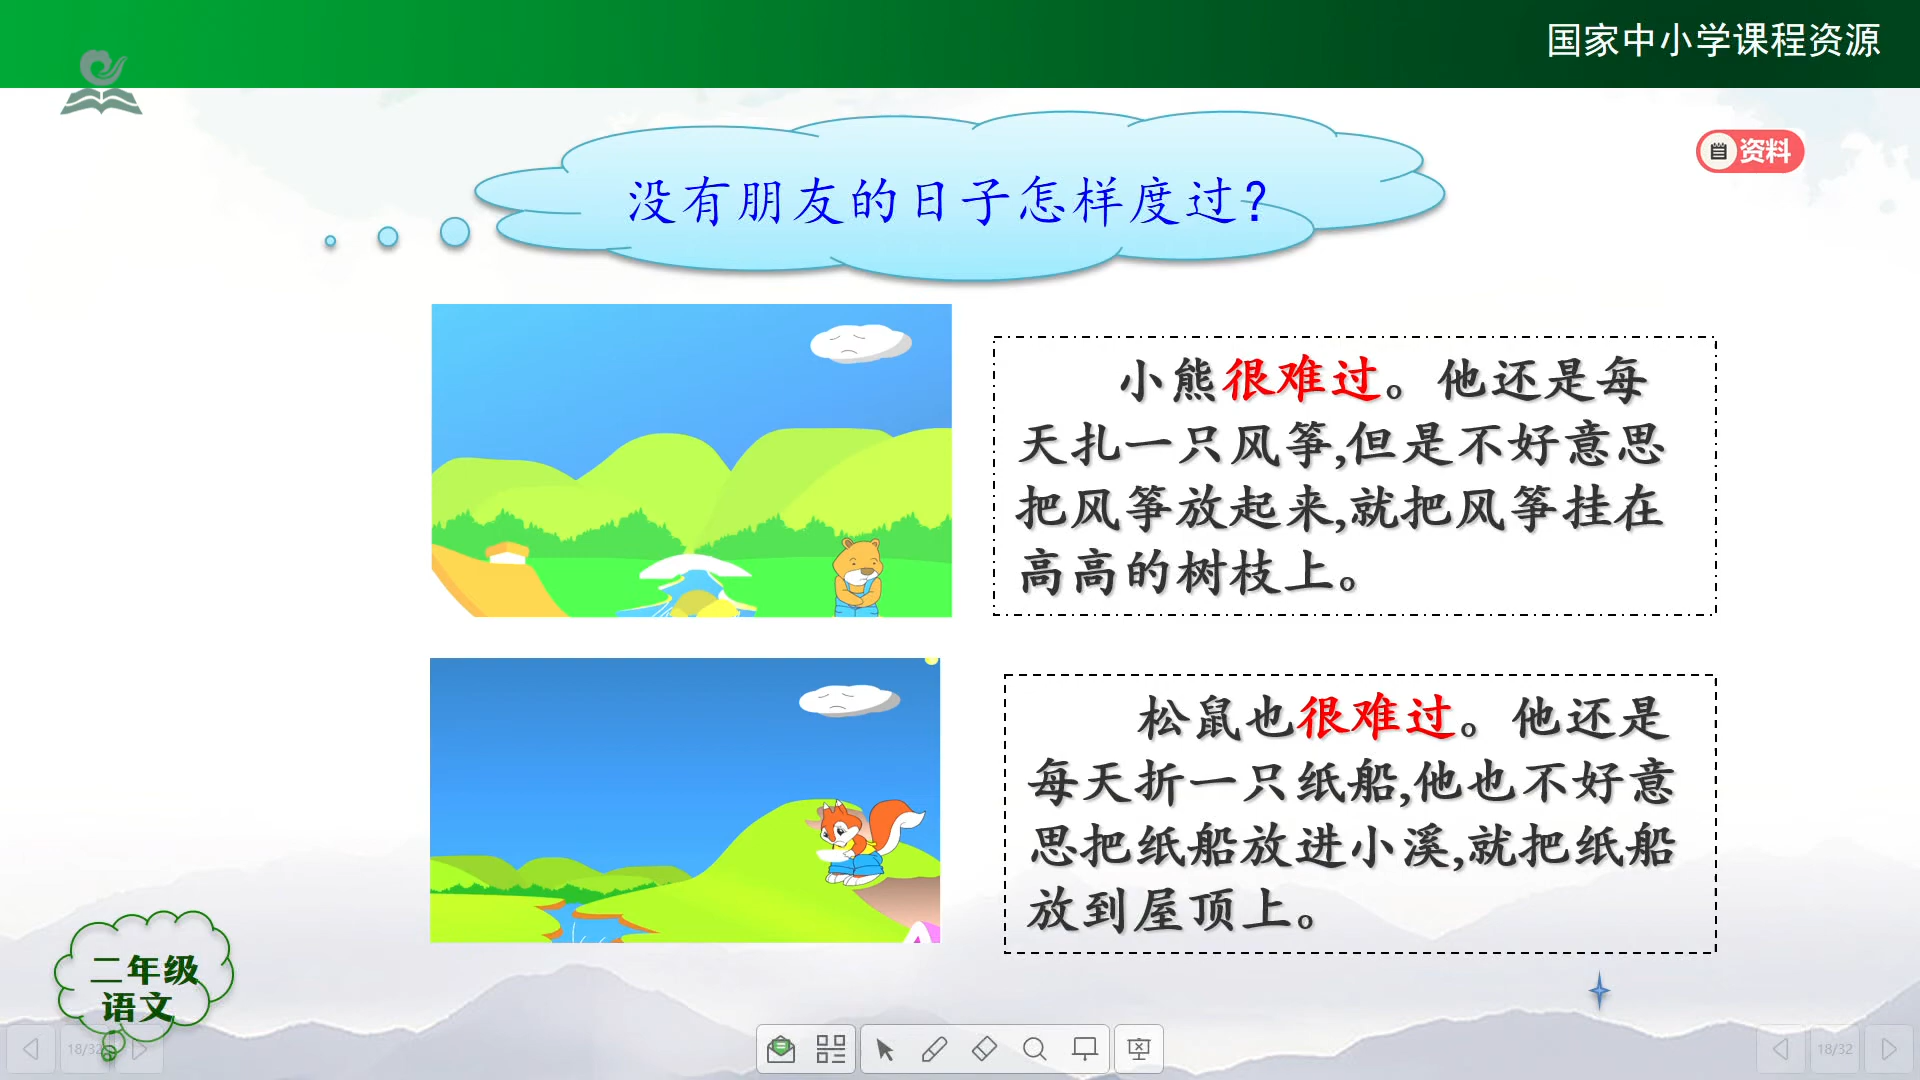 国家中小学课程资源
资料
没有朋友的日子怎样度过?
小熊很难过。他还是每
天扎一只风筝,但是不好意思
把风筝放起来,就把风筝挂在
高高的树枝上。
松鼠也很难过。他还是
每天折一只纸船,他也不好意
思把纸船放进小溪,就把纸船
放到屋顶上。
二年级
语文
18/32
18/32